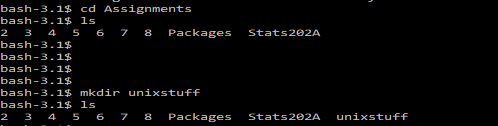 bash-3.1$ cd Assignments
bash-3.1$ ls
2 3 4 5 6 7 8 Packages Stats202A
bash-3.1$
bash-3.1$
bash-3.1$
bash-3.1$
bash-3.1$ mkdir unixstuff
bash-3.1$ ls
2 3 4 5 6 7 8 Packages Stats202A unixstuff